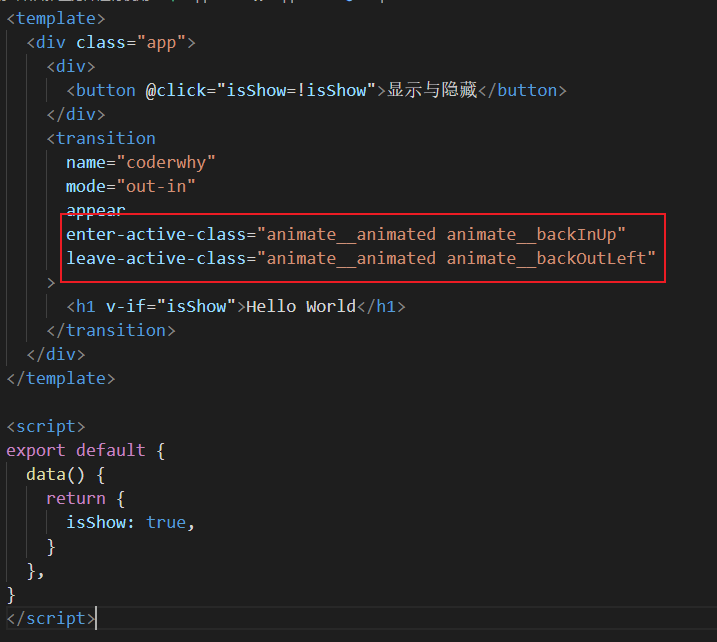 <template>
  <div class="app">
    <div>
      <button @click="isShow=!isShow">显示与隐藏</button>
    </div>
    <transition
      name="coderwhy"
      mode="out-in"
      appear
      enter-active-class="animate__animated animate__backInUp"
      leave-active-class="animate__animated animate__backOutLeft"
    >
      <h1 v-if="isShow">Hello World</h1>
    </transition>
  </div>
</template>

<script>
export default {
  data() {
    return {
      isShow: true,
    }
  },
}
</script>